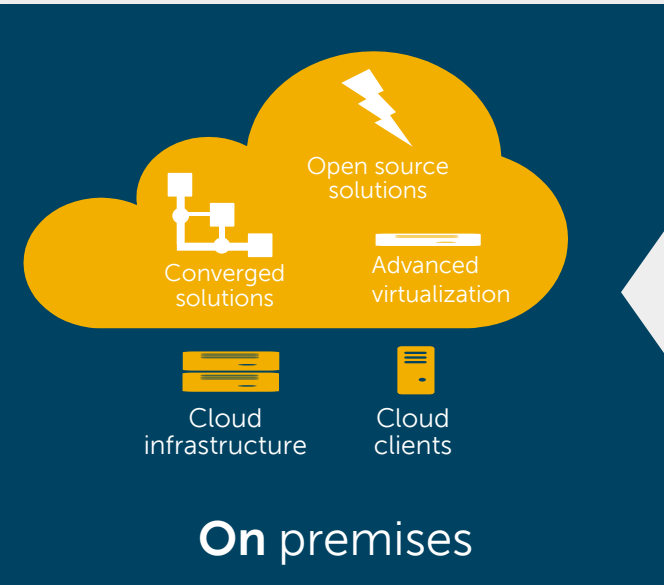 Open source
solutions
Converged
solutions
Advanced
virtualization
Cloud
infrastructure
Cloud
clients
On premises